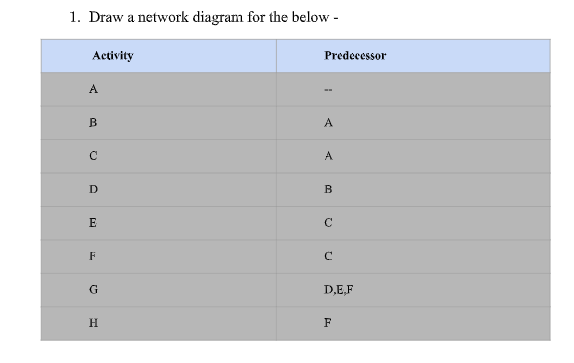 1. Draw a network diagram for the below -
Activity Predecessor
A --
B A
C A
D B
E C
F C
G D,E,F
H F